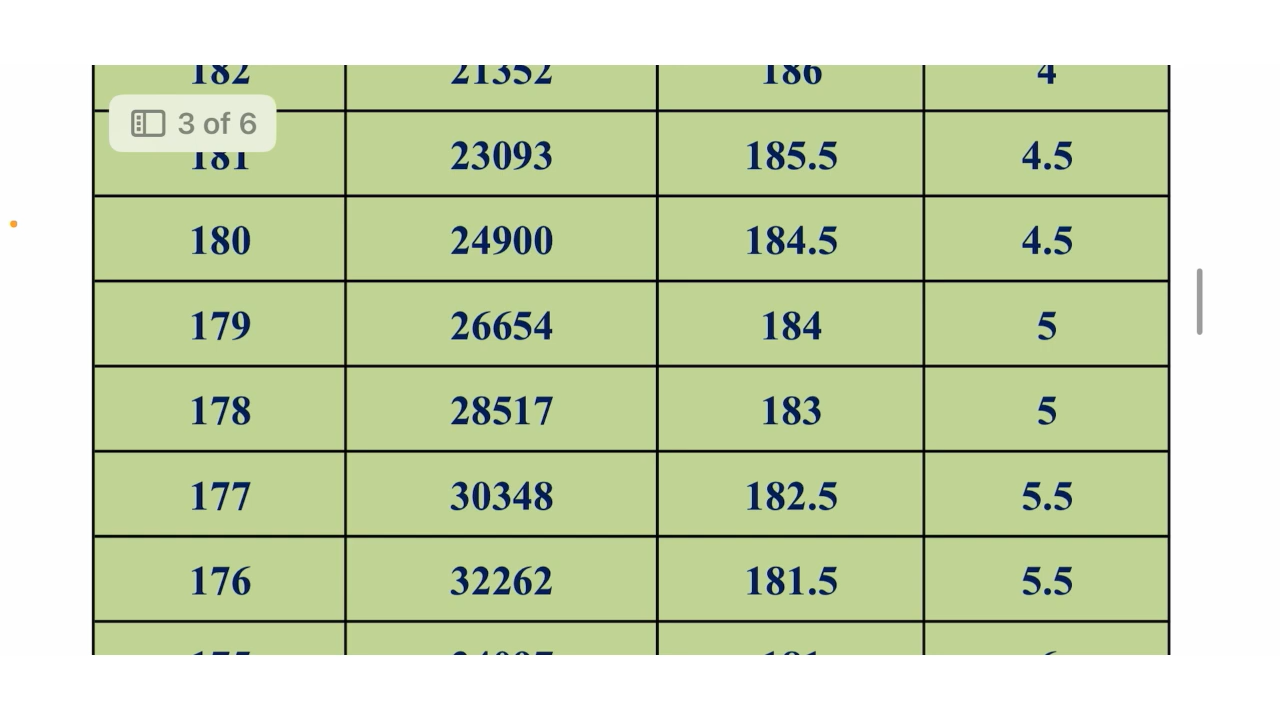 182 21352 186 4
3 of 6
181 23093 185.5 4.5
180 24900 184.5 4.5
179 26654 184 5
178 28517 183 5
177 30348 182.5 5.5
176 32262 181.5 5.5